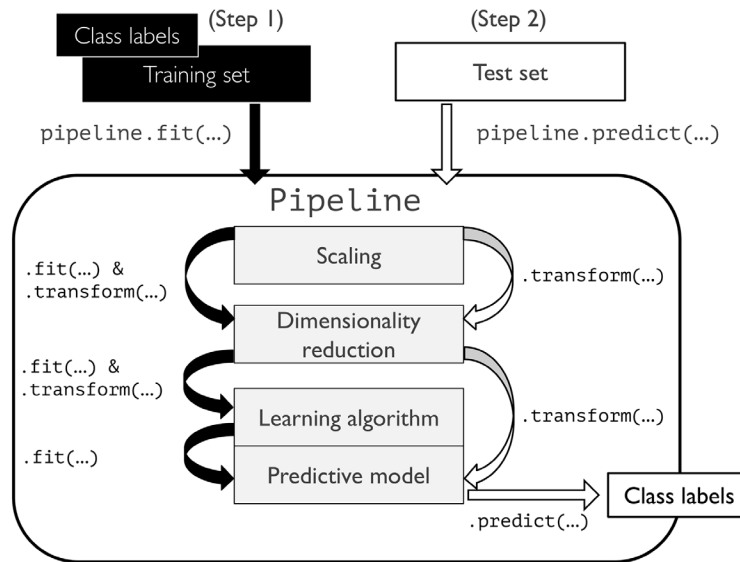 (Step 1)
(Step 2)
Class labels
Training set
Test set
pipeline.fit(...)
pipeline.predict(...)
Pipeline
Scaling
.fit(...) &
.transform(...)
.transform(...)
Dimensionality
reduction
.fit(...) &
.transform(...)
Learning algorithm
.transform(...)
.fit(...)
Predictive model
Class labels
.predict(...)